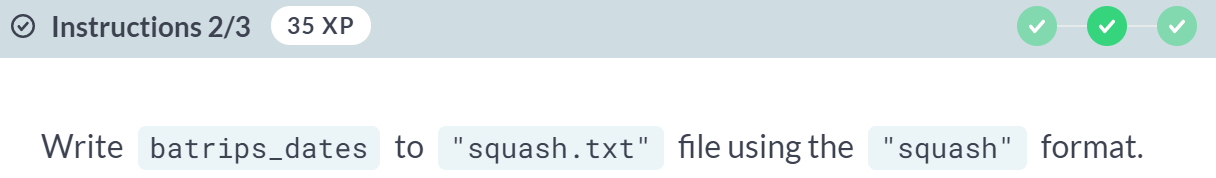 Instructions 2/3 35 XP
Write batrips_dates to "squash.txt" file using the "squash" format.